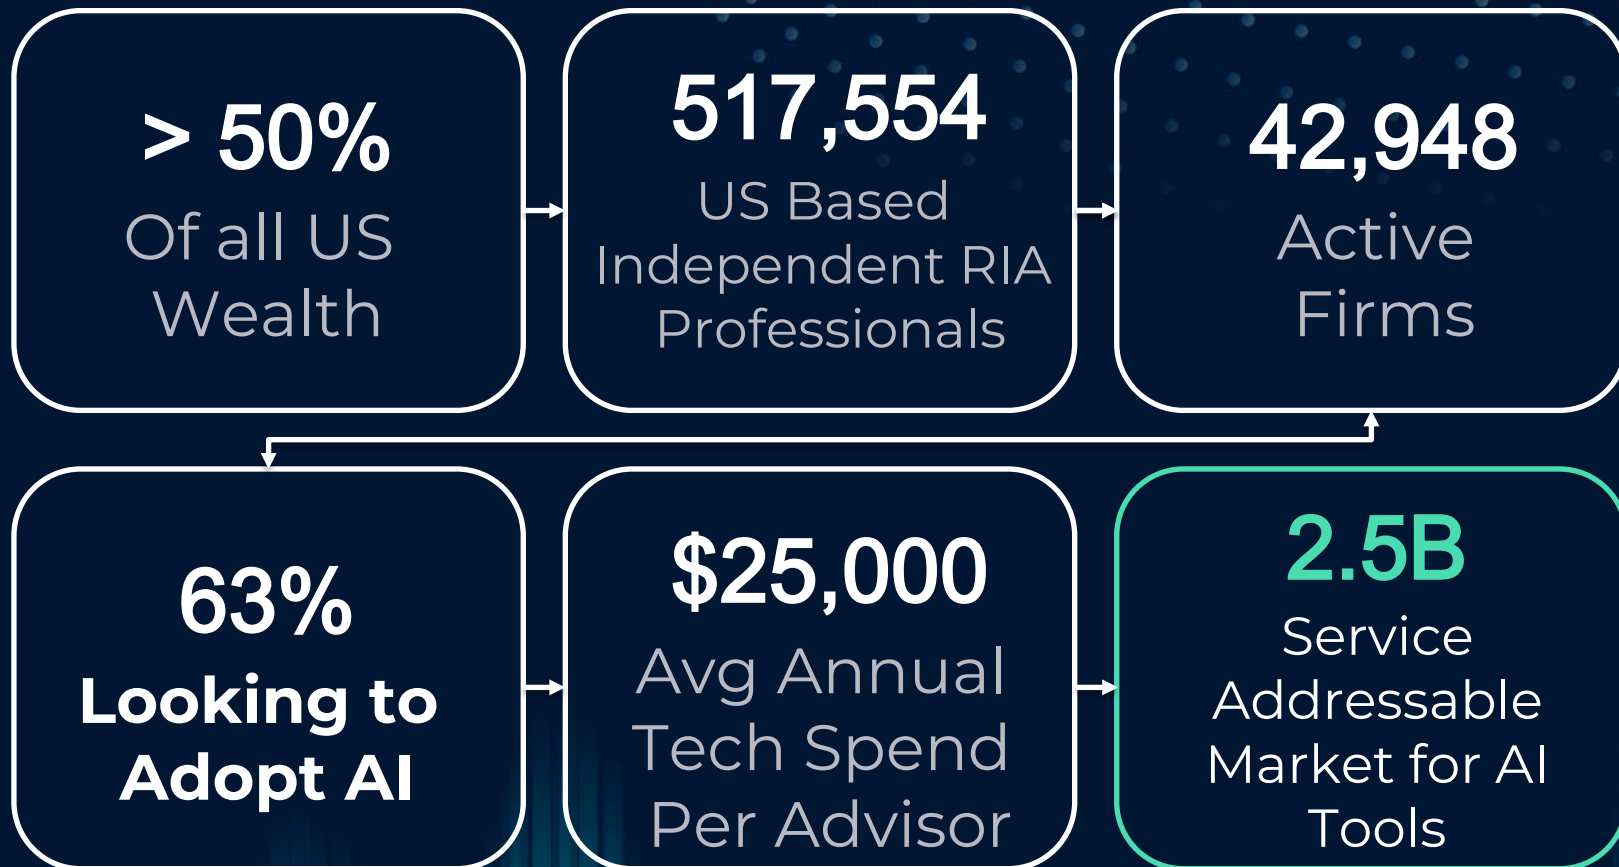 > 50%
Of all US
Wealth
517,554
US Based
Independent RIA
Professionals
42,948
Active
Firms
63%
Looking to
Adopt AI
$25,000
Avg Annual
Tech Spend
Per Advisor
2.5B
Service
Addressable
Market for AI
Tools